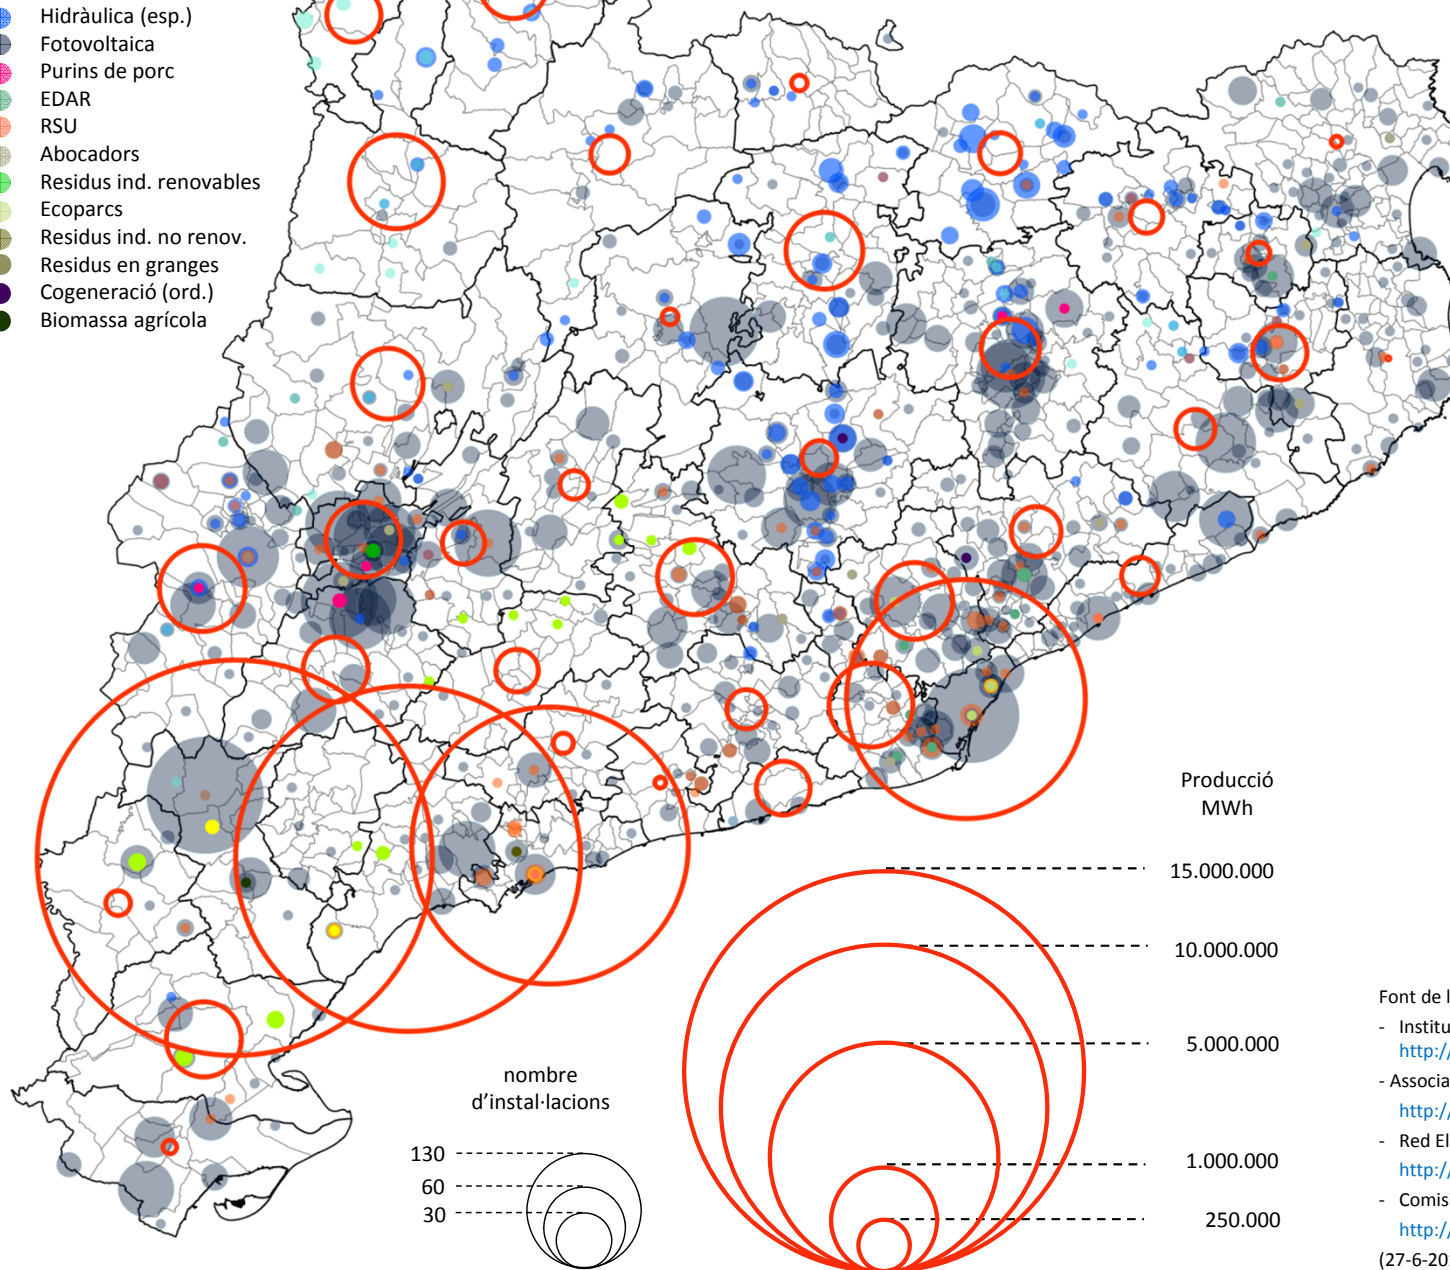 Hidràulica (esp.)
Fotovoltaica
Purins de porc
EDAR
RSU
Abocadors
Residus ind. renovables
Ecoparcs
Residus ind. no renov.
Residus en granges
Cogeneració (ord.)
Biomassa agrícola
Producció
MWh
15.000.000
10.000.000
5.000.000
1.000.000
250.000
nombre
d'instal·lacions
130
60
30
Font de l
- Institu
http://
- Associa
http://
- Red El
http://
- Comis
http://
(27-6-20